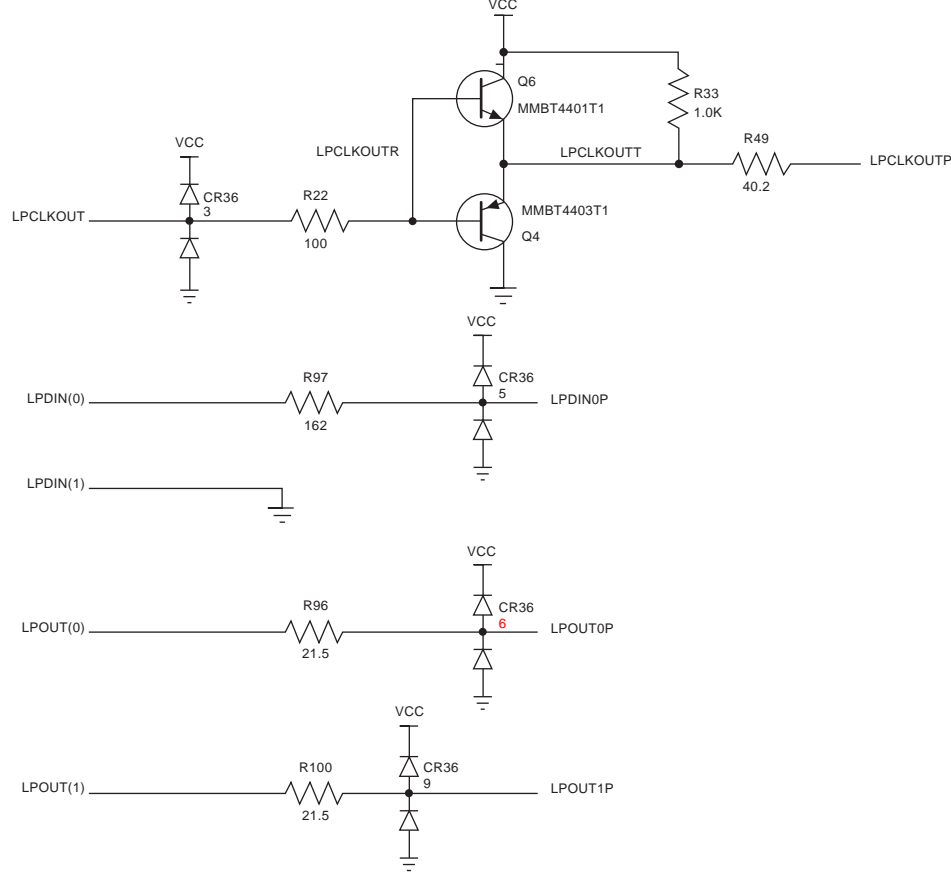 VCC
Q6
MMBT4401T1
R33
1.0K
LPCLKOUTR
LPCLKOUTT
R49
40.2
LPCLKOUTP
VCC
CR36
3
LPCLKOUT
R22
100
MMBT4403T1
Q4
VCC
CR36
5
LPDIN(0)
R97
162
LPDIN0P
LPDIN(1)
VCC
CR36
6
LPOUT(0)
R96
21.5
LPOUT0P
VCC
CR36
9
LPOUT(1)
R100
21.5
LPOUT1P